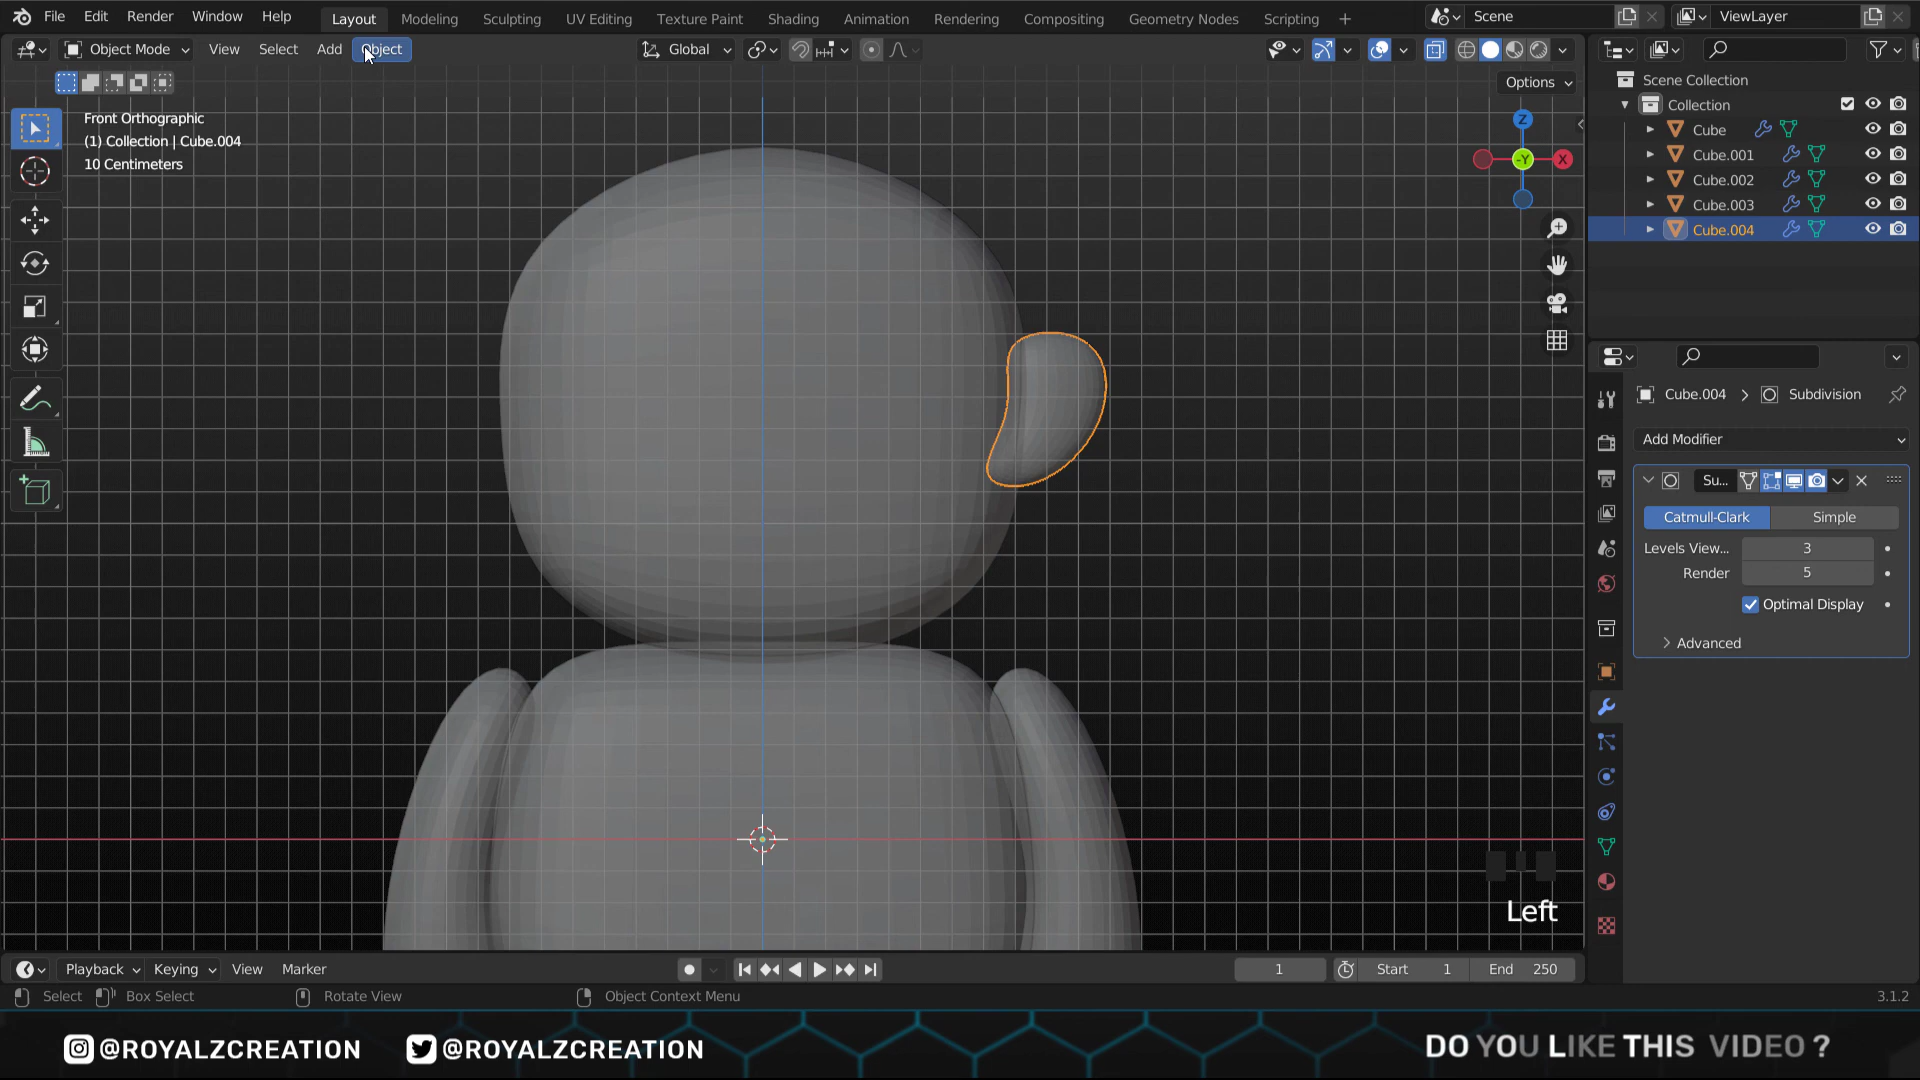 File Edit Render Window Help Layout Modeling Sculpting UV Editing Texture Paint Shading Animation Rendering Compositing Geometry Nodes Scripting + Scene ViewLayer
Object Mode View Select Add Object Global
Options
Front Orthographic
(1) Collection | Cube.004
10 Centimeters
Z
-Y
X
Scene Collection
Collection
Cube
Cube.001
Cube.002
Cube.003
Cube.004
Cube.004 > Subdivision
Add Modifier
Su...
Catmull-Clark Simple
Levels View... 3
Render 5
Optimal Display
Advanced
Left
Playback Keying View Marker 1 Start 1 End 250
Select Box Select Rotate View Object Context Menu 3.1.2
@ROYALZCREATION @ROYALZCREATION DO YOU LIKE THIS VIDEO ?